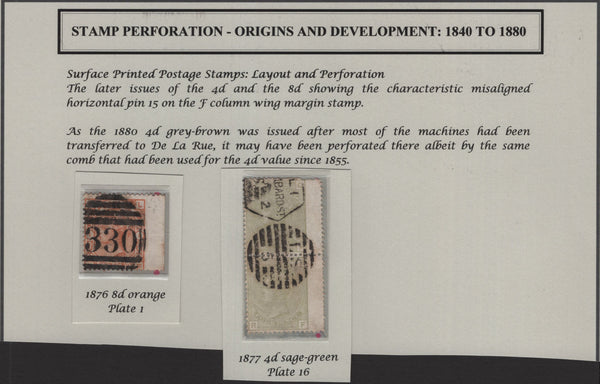 STAMP PERFORATION - ORIGINS AND DEVELOPMENT: 1840 TO 1880
Surface Printed Postage Stamps: Layout and Perforation
The later issues of the 4d and the 8d showing the characteristic misaligned
horizontal pin 15 on the F column wing margin stamp.
As the 1880 4d grey-brown was issued after most of the machines had been
transferred to De La Rue, it may have been perforated there albeit by the same
comb that had been used for the 4d value since 1855.
330
1876 8d orange
Plate 1
R F
1877 4d sage-green
Plate 16